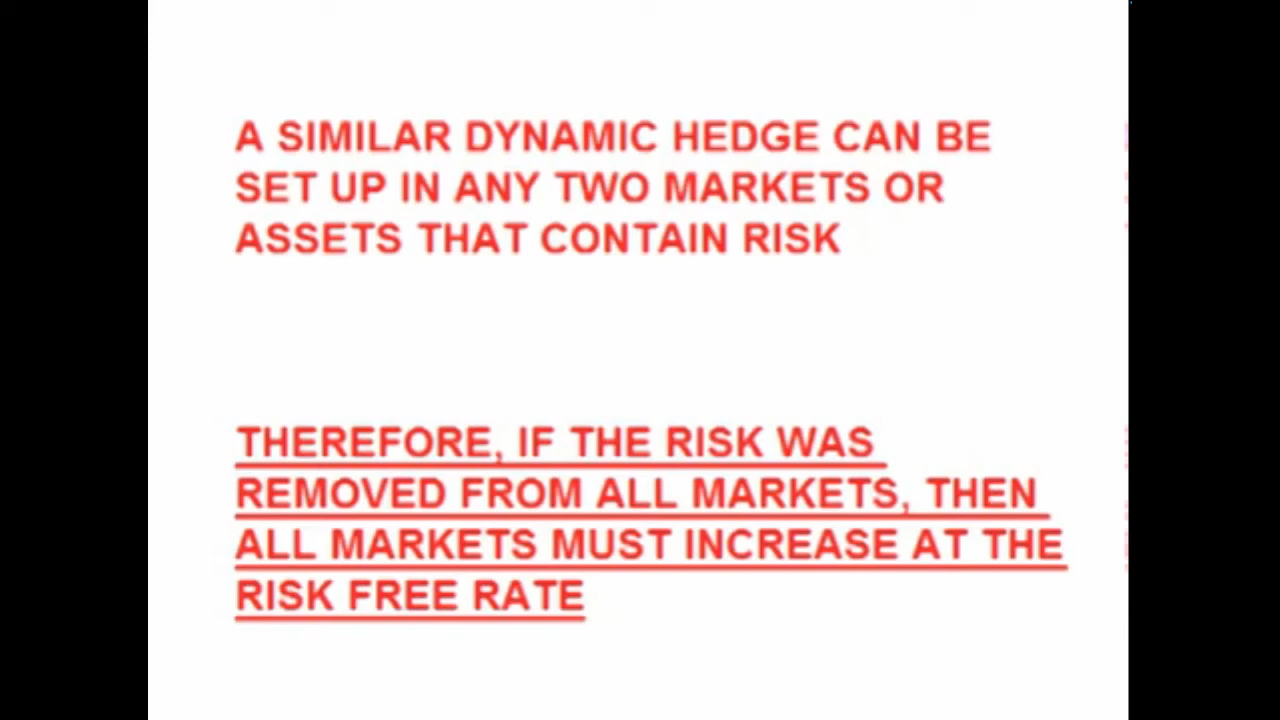 A SIMILAR DYNAMIC HEDGE CAN BE
SET UP IN ANY TWO MARKETS OR
ASSETS THAT CONTAIN RISK
THEREFORE, IF THE RISK WAS
REMOVED FROM ALL MARKETS, THEN
ALL MARKETS MUST INCREASE AT THE
RISK FREE RATE